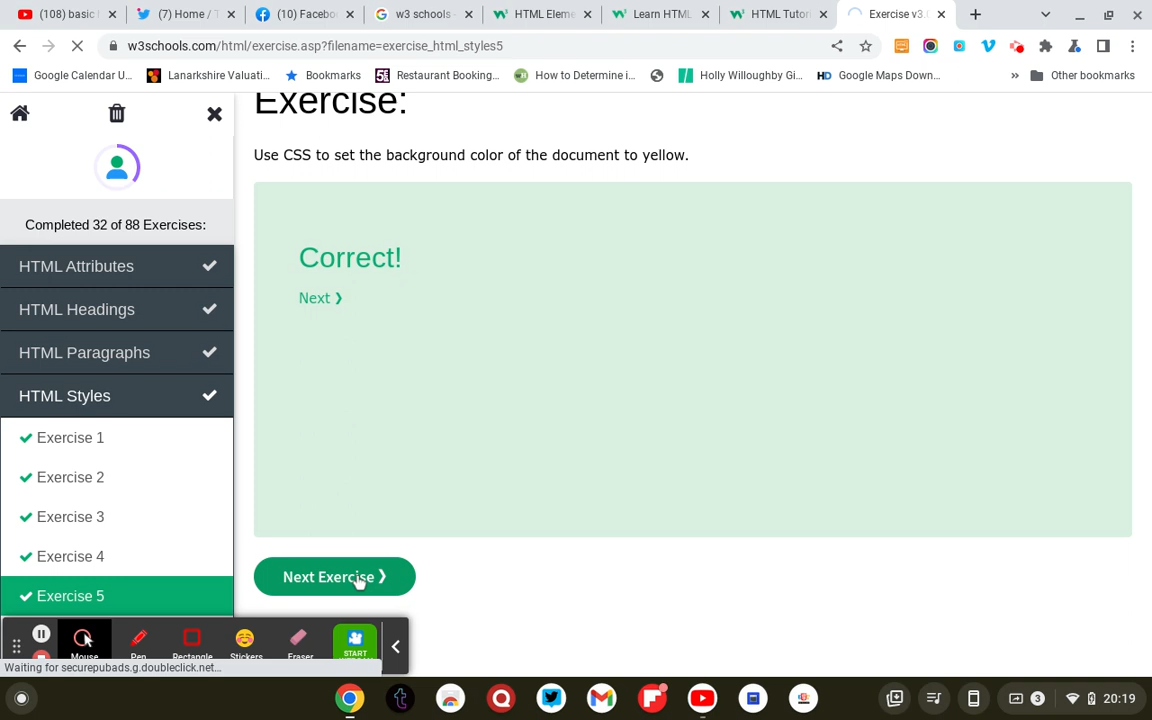 (108) basic
(7) Home / T
(10) Facebo
w3 schools -
HTML Eleme
Learn HTML
HTML Tutor
Exercise v3.
w3schools.com/html/exercise.asp?filename=exercise_html_styles5
Google Calendar U...
Lanarkshire Valuati...
Bookmarks
Restaurant Booking...
How to Determine i...
Holly Willoughby Gi...
HD Google Maps Down...
»
Other bookmarks
Exercise:
Use CSS to set the background color of the document to yellow.
Completed 32 of 88 Exercises:
HTML Attributes
HTML Headings
HTML Paragraphs
HTML Styles
Exercise 1
Exercise 2
Exercise 3
Exercise 4
Exercise 5
Correct!
Next ❯
Next Exercise ❯
Mouse
Pen
Rectangle
Stickers
Eraser
START
Waiting for securepubads.g.doubleclick.net...
3
20:19